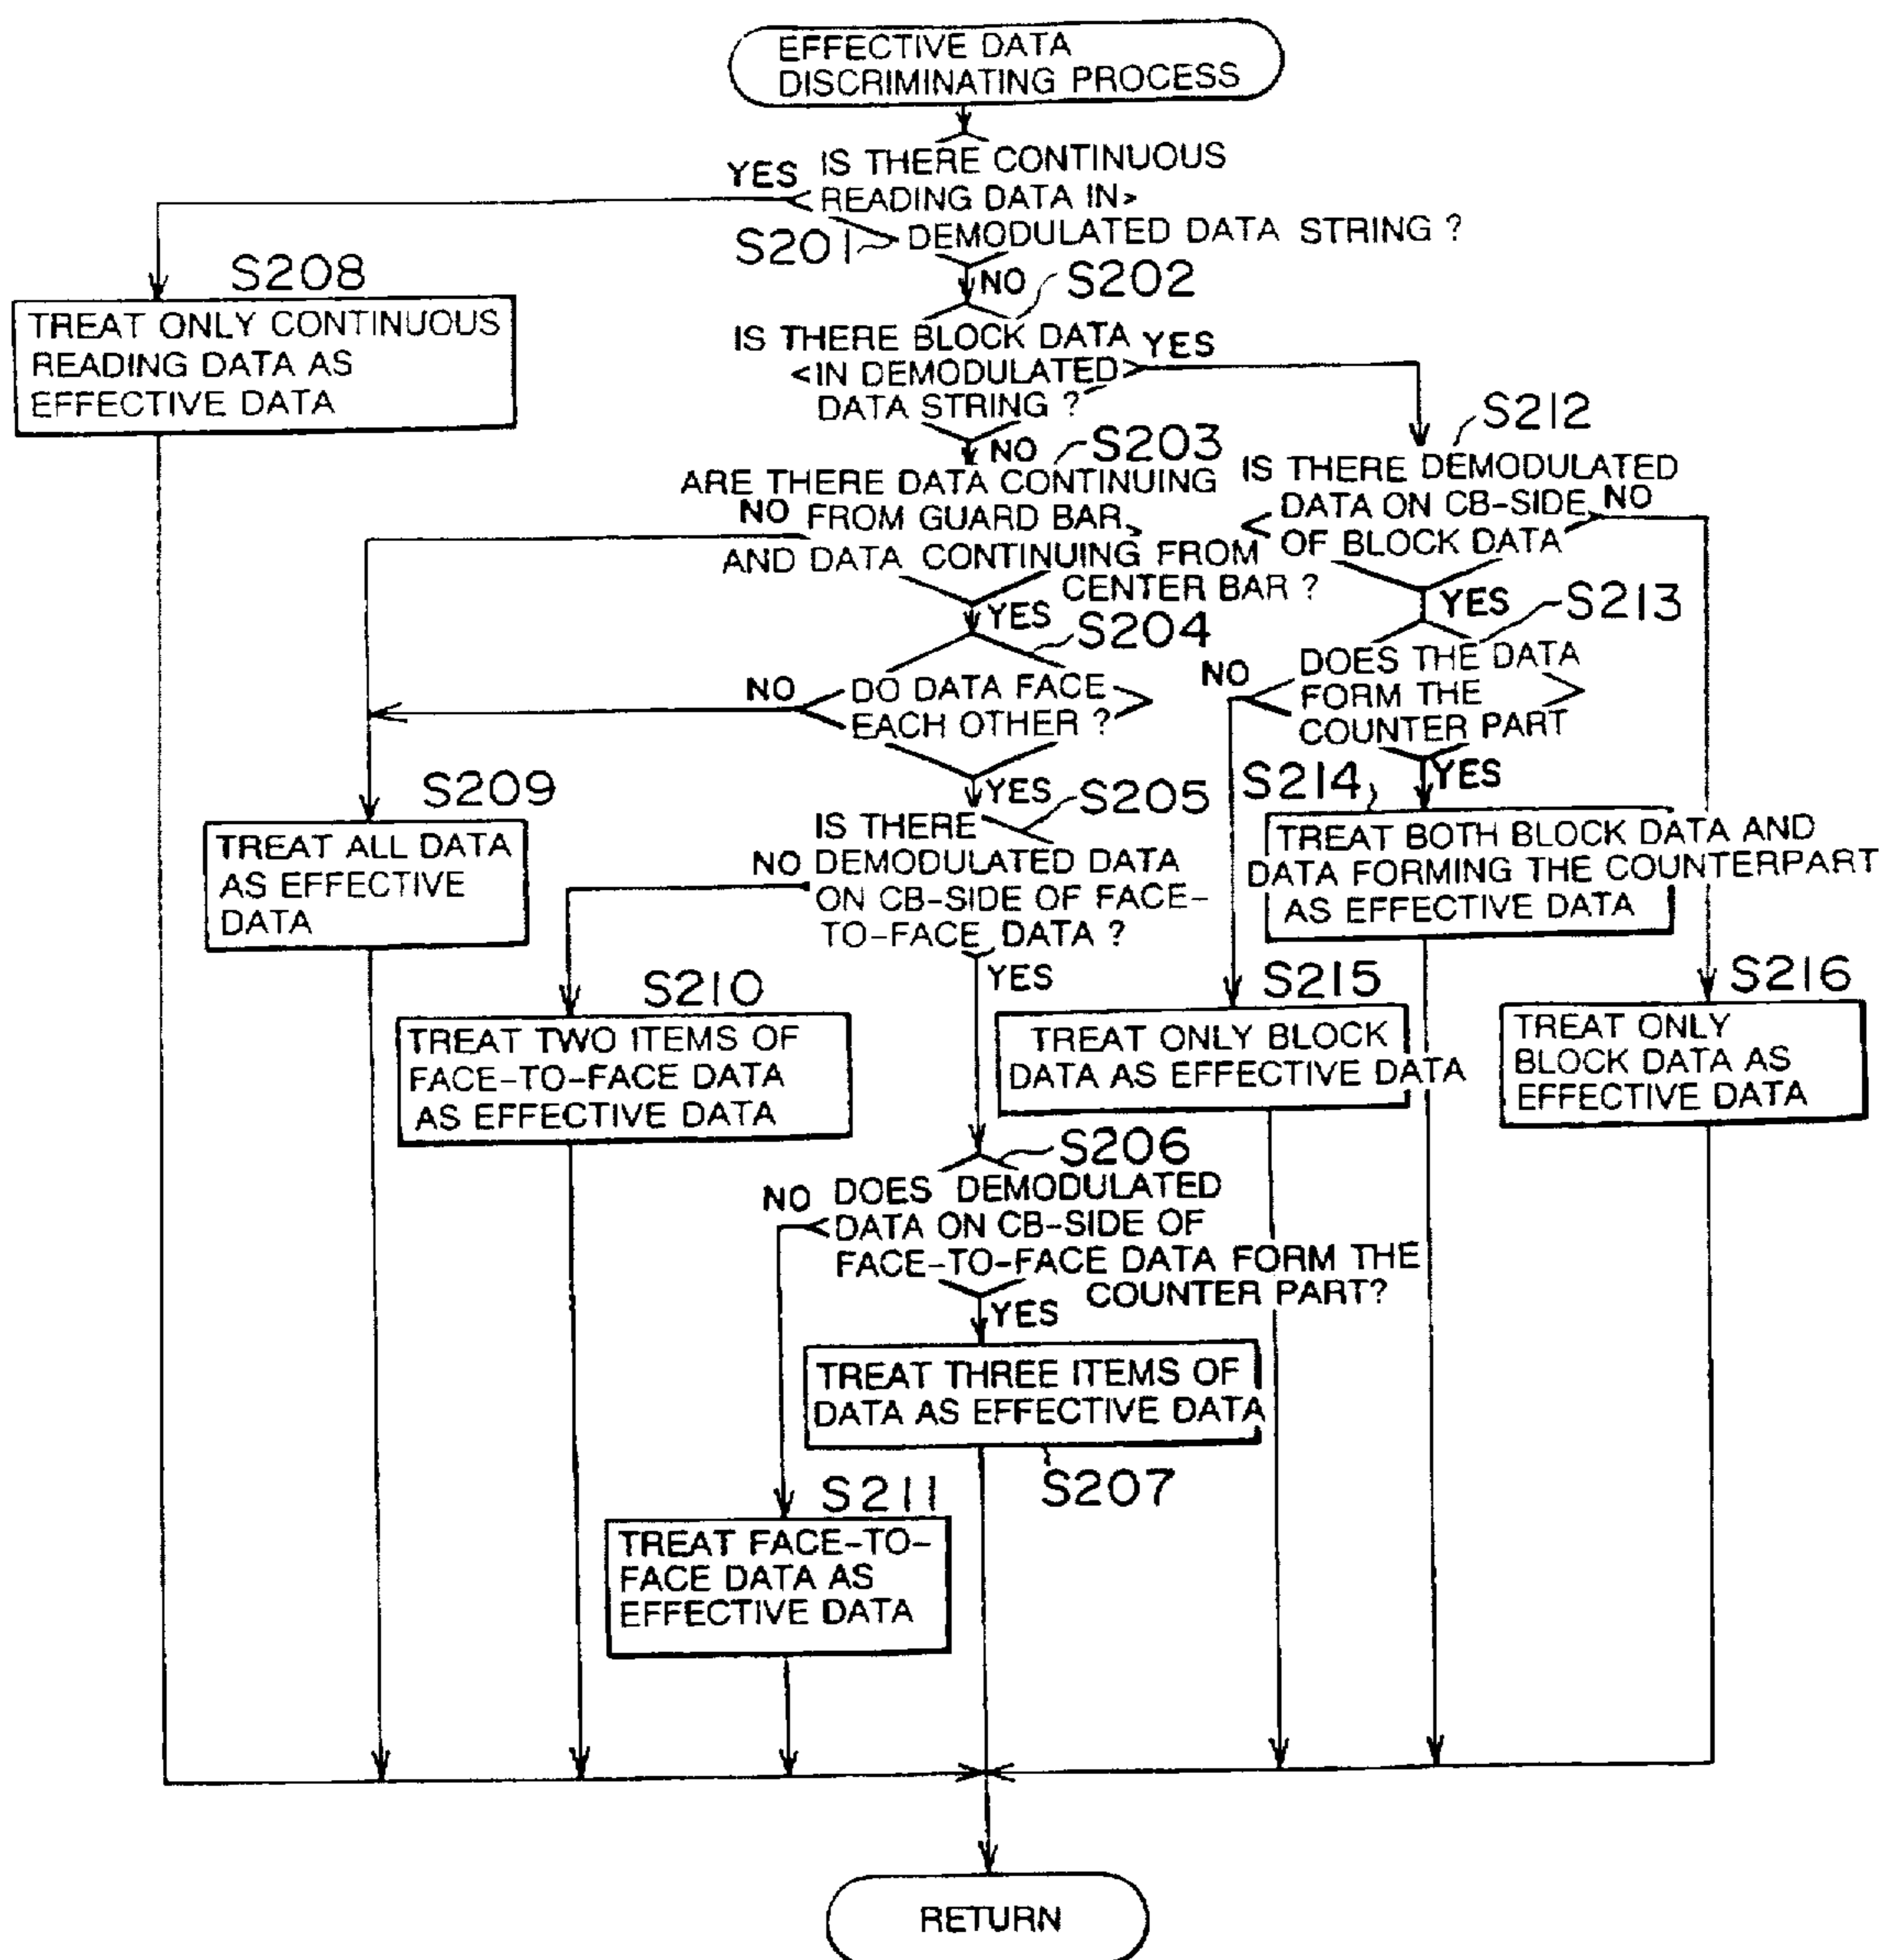 EFFECTIVE DATA
DISCRIMINATING PROCESS
YES
IS THERE CONTINUOUS
READING DATA IN
DEMODULATED DATA STRING ?
S201
NO
S202
S208
TREAT ONLY CONTINUOUS
READING DATA AS
EFFECTIVE DATA
IS THERE BLOCK DATA
IN DEMODULATED
DATA STRING ?
YES
S212
NO
S203
ARE THERE DATA CONTINUING
FROM GUARD BAR
AND DATA CONTINUING FROM
CENTER BAR ?
NO
IS THERE DEMODULATED
DATA ON CB-SIDE
OF BLOCK DATA
NO
YES
S204
YES
S213
NO
DO DATA FACE
EACH OTHER ?
NO
DOES THE DATA
FORM THE
COUNTER PART
YES
S209
TREAT ALL DATA
AS EFFECTIVE
DATA
YES
S205
IS THERE
DEMODULATED DATA
ON CB-SIDE OF FACE-
TO-FACE DATA ?
NO
S214
TREAT BOTH BLOCK DATA AND
DATA FORMING THE COUNTERPART
AS EFFECTIVE DATA
YES
S210
TREAT TWO ITEMS OF
FACE-TO-FACE DATA
AS EFFECTIVE DATA
S215
TREAT ONLY BLOCK
DATA AS EFFECTIVE DATA
S216
TREAT ONLY
BLOCK DATA AS
EFFECTIVE DATA
S206
NO
DOES DEMODULATED
DATA ON CB-SIDE OF
FACE-TO-FACE DATA FORM THE
COUNTER PART?
YES
TREAT THREE ITEMS OF
DATA AS EFFECTIVE DATA
S207
S211
TREAT FACE-TO-
FACE DATA AS
EFFECTIVE DATA
RETURN